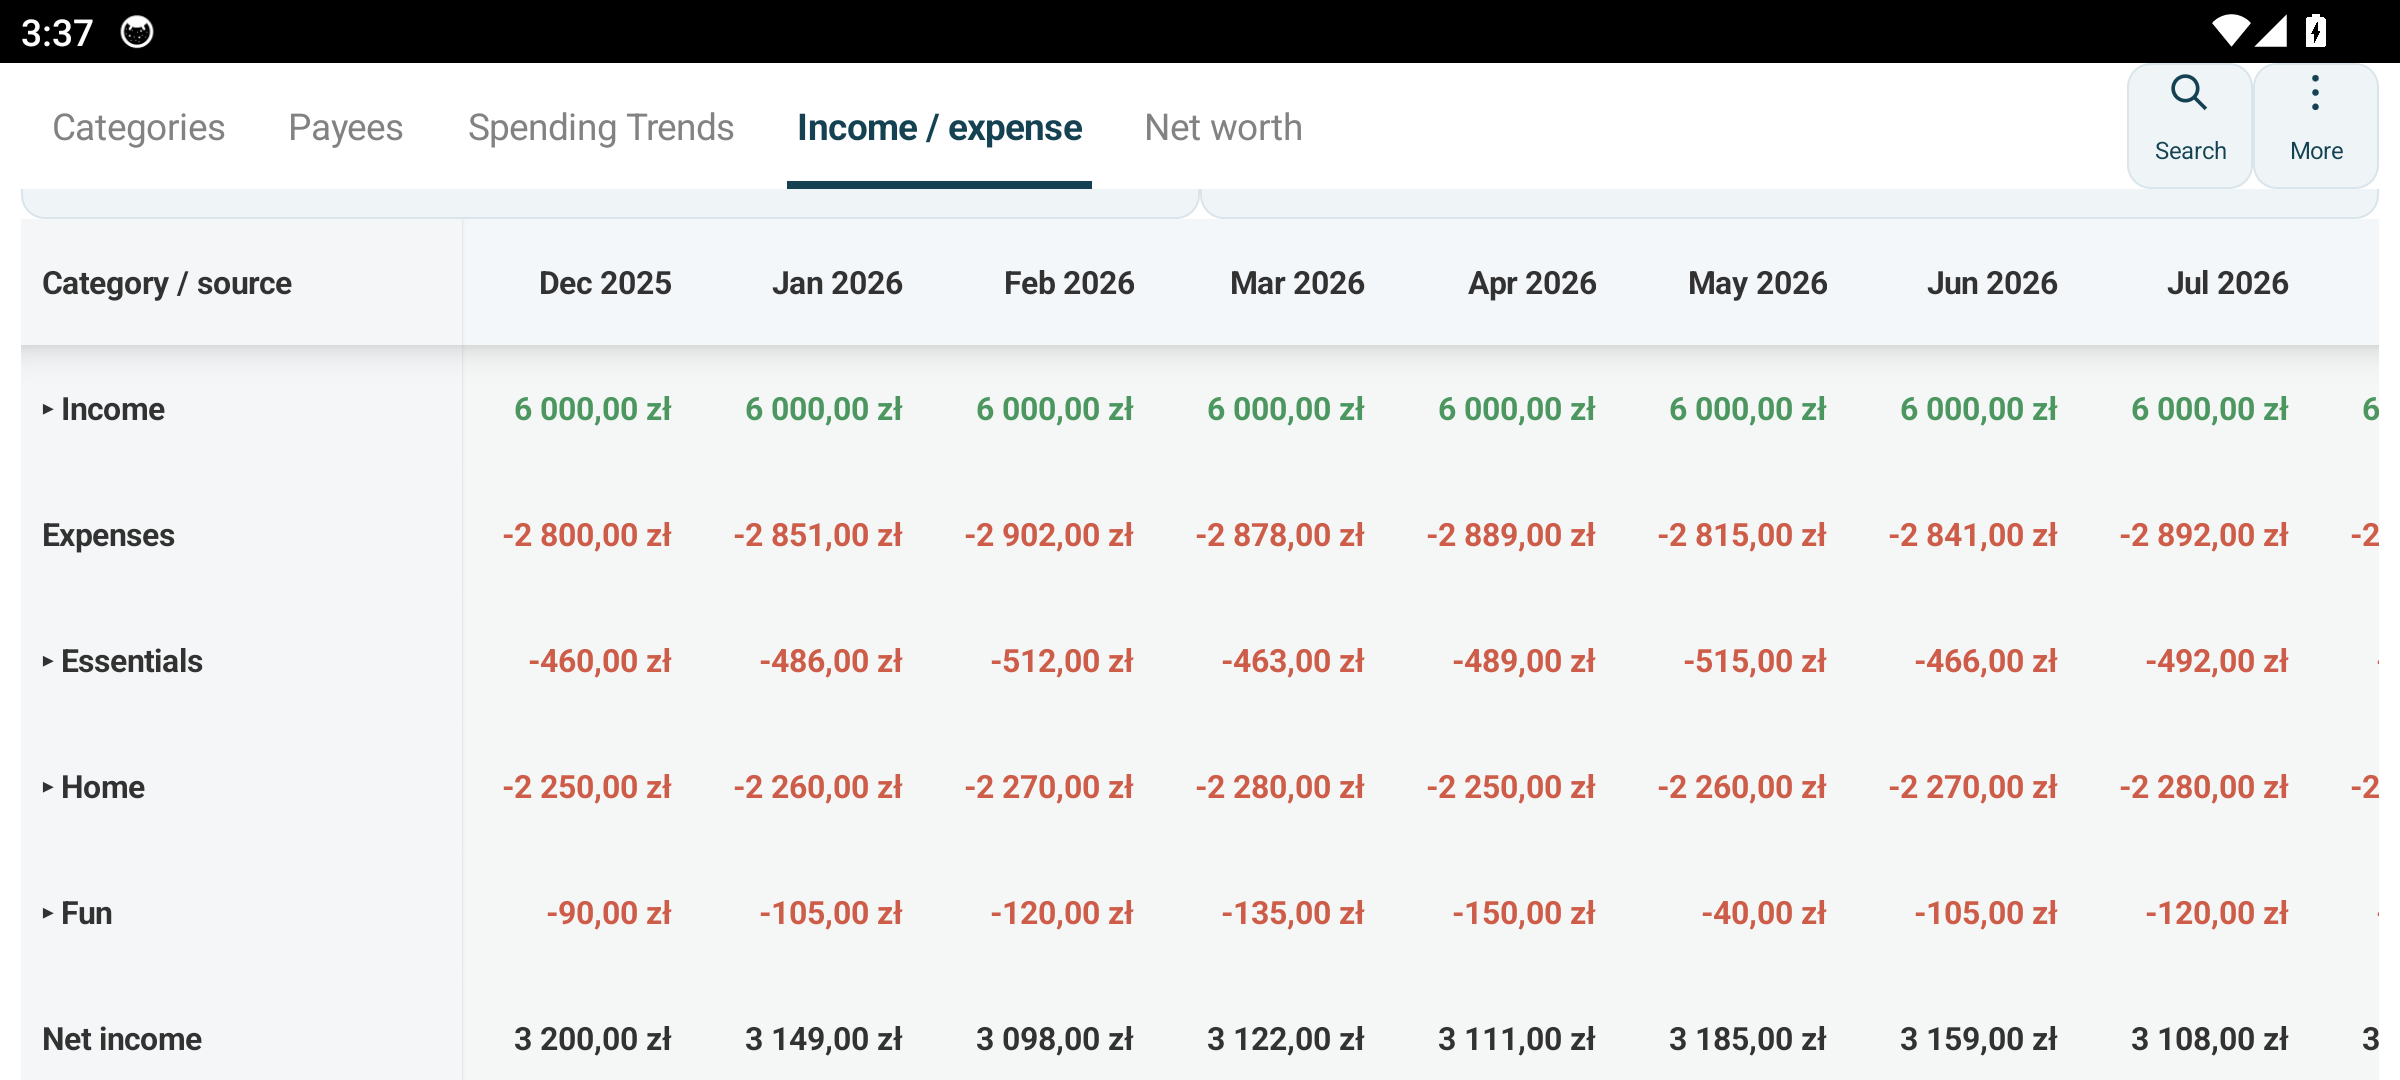 3:37
Categories Payees Spending Trends Income / expense Net worth Search More
Category / source Dec 2025 Jan 2026 Feb 2026 Mar 2026 Apr 2026 May 2026 Jun 2026 Jul 2026
▸ Income 6 000,00 zł 6 000,00 zł 6 000,00 zł 6 000,00 zł 6 000,00 zł 6 000,00 zł 6 000,00 zł 6 000,00 zł 6
Expenses -2 800,00 zł -2 851,00 zł -2 902,00 zł -2 878,00 zł -2 889,00 zł -2 815,00 zł -2 841,00 zł -2 892,00 zł -2
▸ Essentials -460,00 zł -486,00 zł -512,00 zł -463,00 zł -489,00 zł -515,00 zł -466,00 zł -492,00 zł
▸ Home -2 250,00 zł -2 260,00 zł -2 270,00 zł -2 280,00 zł -2 250,00 zł -2 260,00 zł -2 270,00 zł -2 280,00 zł -2
▸ Fun -90,00 zł -105,00 zł -120,00 zł -135,00 zł -150,00 zł -40,00 zł -105,00 zł -120,00 zł
Net income 3 200,00 zł 3 149,00 zł 3 098,00 zł 3 122,00 zł 3 111,00 zł 3 185,00 zł 3 159,00 zł 3 108,00 zł 3